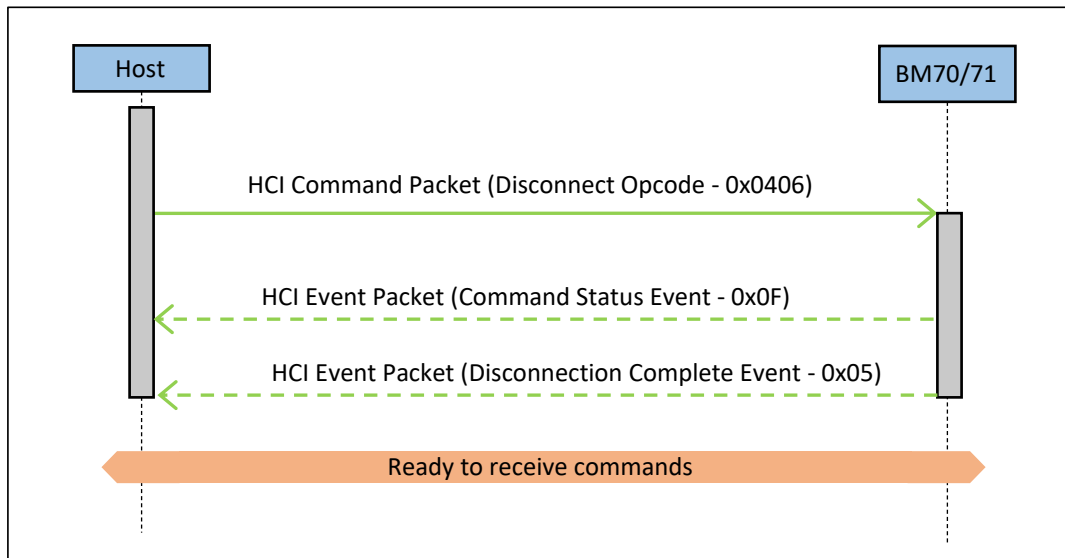 Host
BM70/71
HCI Command Packet (Disconnect Opcode - 0x0406)
HCI Event Packet (Command Status Event - 0x0F)
HCI Event Packet (Disconnection Complete Event - 0x05)
Ready to receive commands